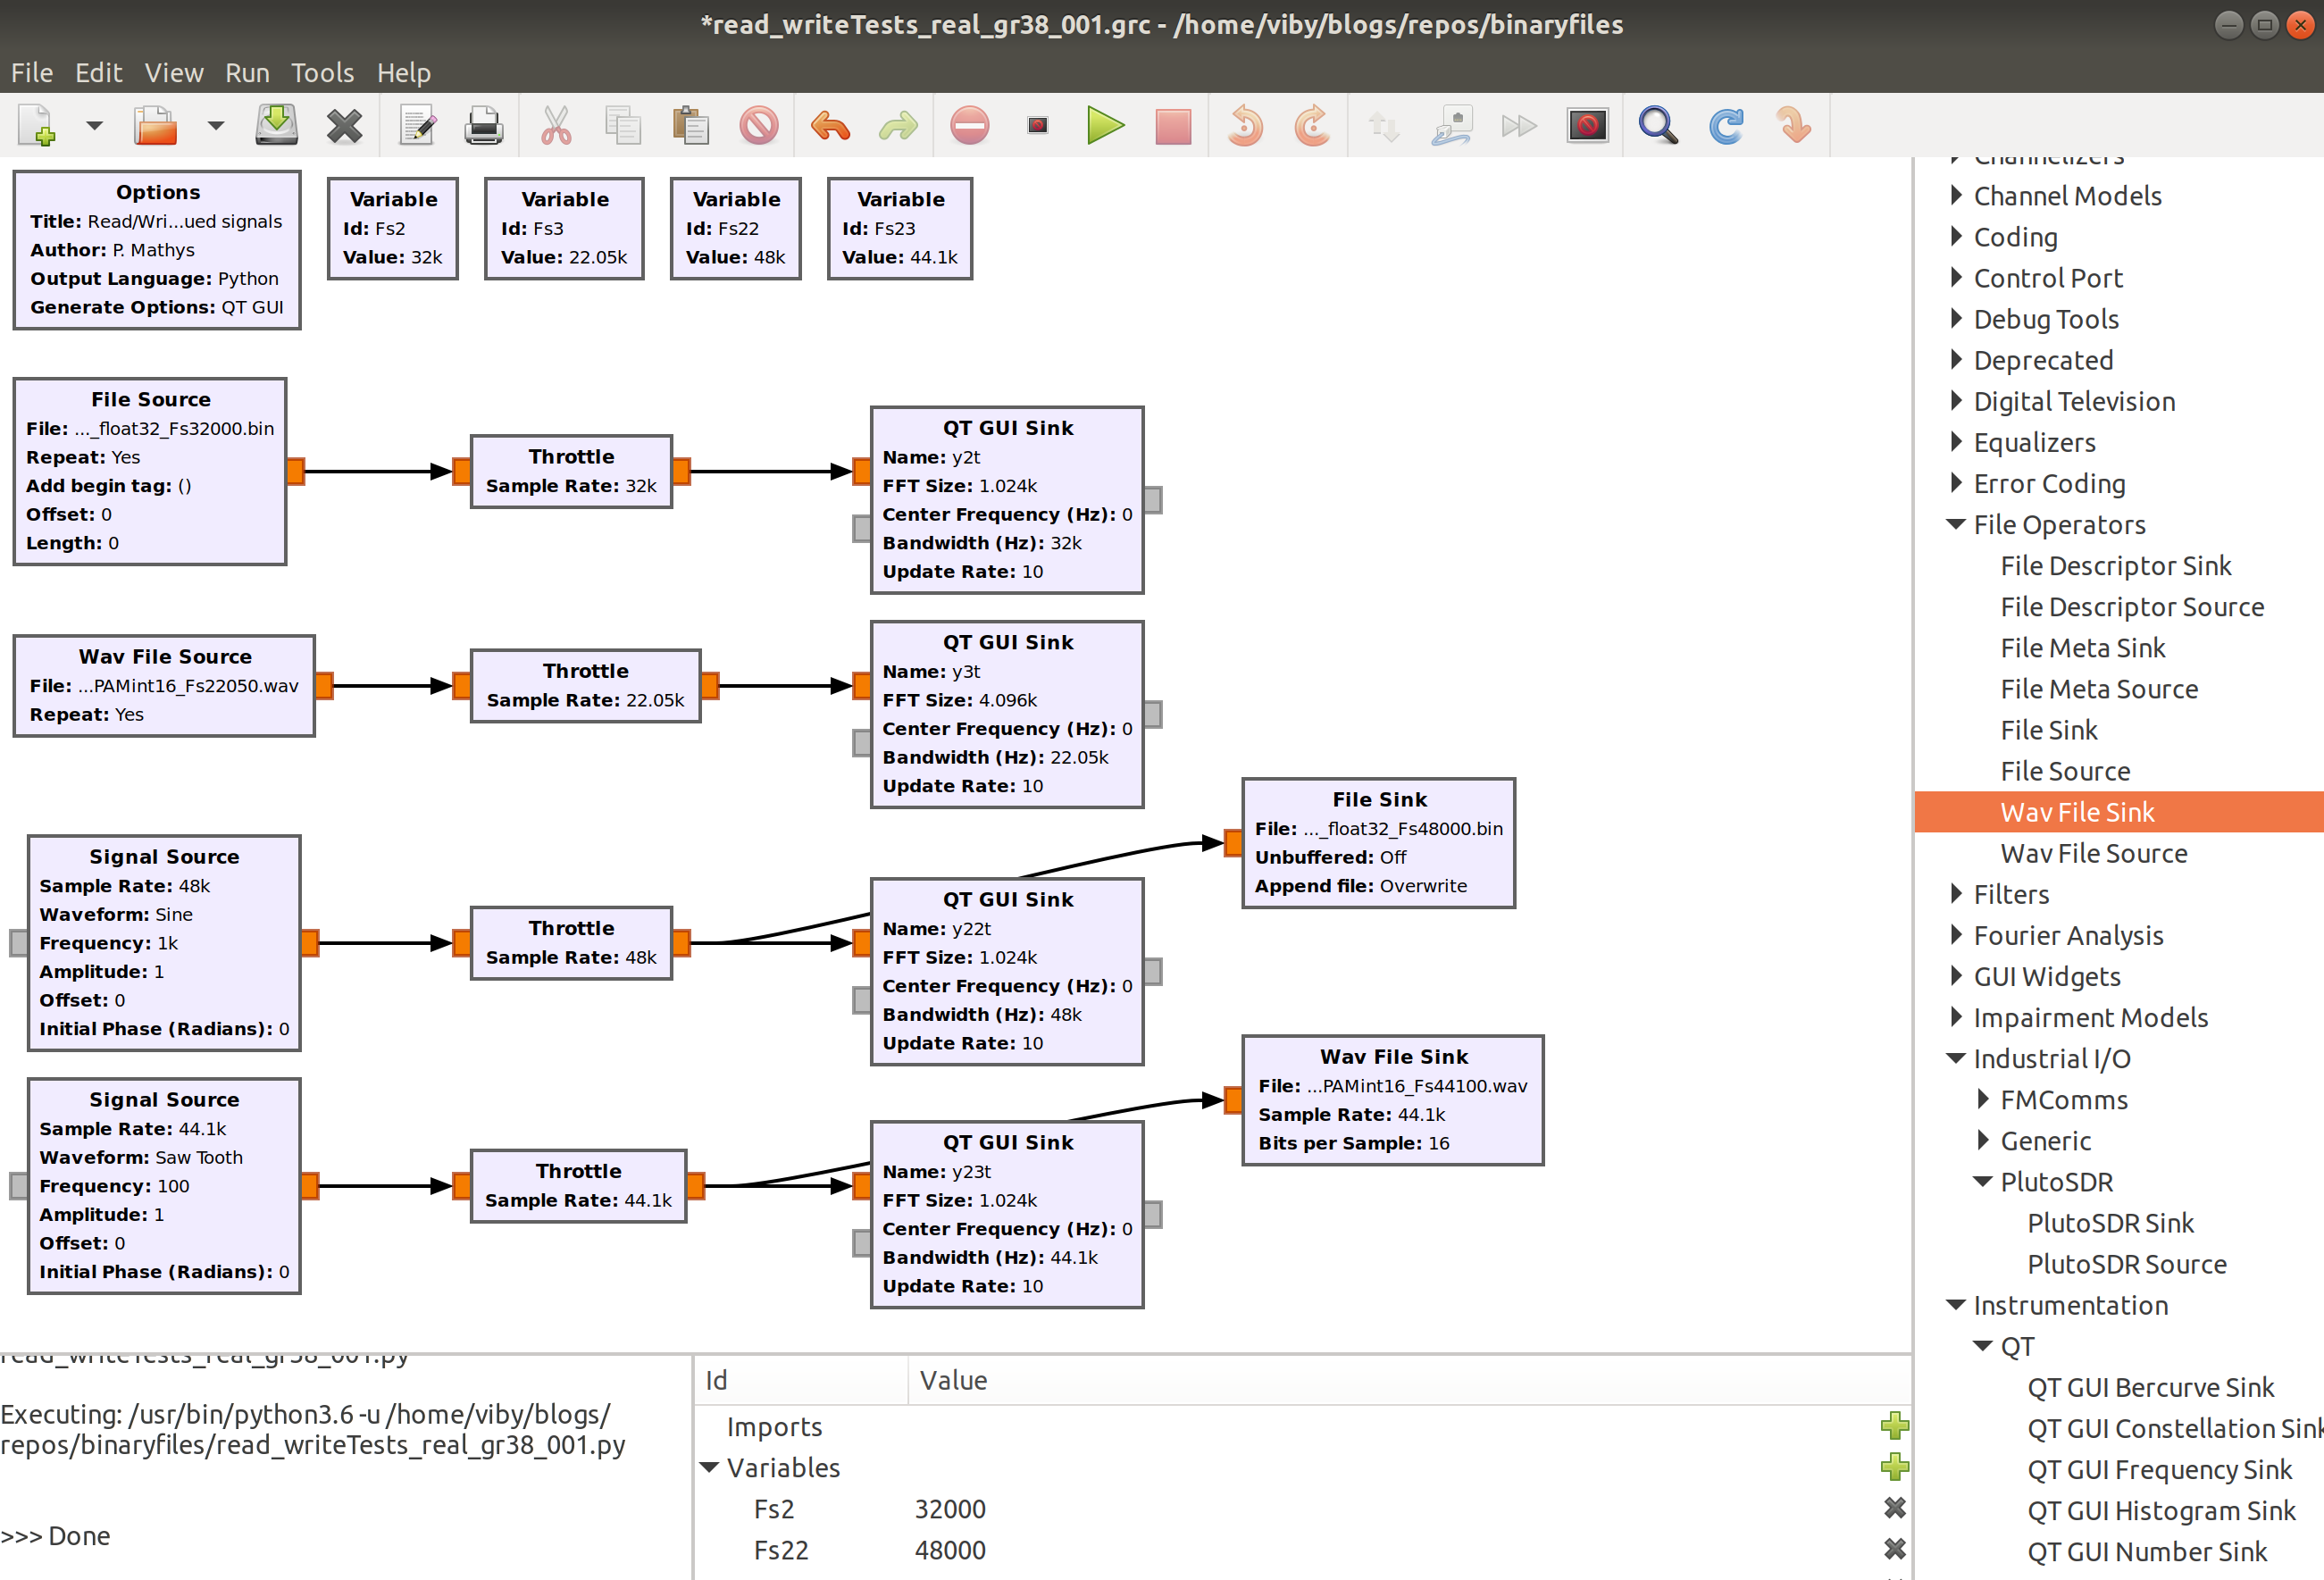 *read_writeTests_real_gr38_001.grc - /home/viby/blogs/repos/binaryfiles
File Edit View Run Tools Help
Options
Title: Read/Wri...ued signals
Author: P. Mathys
Output Language: Python
Generate Options: QT GUI
Variable
Id: Fs2
Value: 32k
Variable
Id: Fs3
Value: 22.05k
Variable
Id: Fs22
Value: 48k
Variable
Id: Fs23
Value: 44.1k
File Source
File: ..._float32_Fs32000.bin
Repeat: Yes
Add begin tag: ()
Offset: 0
Length: 0
Throttle
Sample Rate: 32k
QT GUI Sink
Name: y2t
FFT Size: 1.024k
Center Frequency (Hz): 0
Bandwidth (Hz): 32k
Update Rate: 10
Wav File Source
File: ...PAMint16_Fs22050.wav
Repeat: Yes
Throttle
Sample Rate: 22.05k
QT GUI Sink
Name: y3t
FFT Size: 4.096k
Center Frequency (Hz): 0
Bandwidth (Hz): 22.05k
Update Rate: 10
Signal Source
Sample Rate: 48k
Waveform: Sine
Frequency: 1k
Amplitude: 1
Offset: 0
Initial Phase (Radians): 0
Throttle
Sample Rate: 48k
QT GUI Sink
Name: y22t
FFT Size: 1.024k
Center Frequency (Hz): 0
Bandwidth (Hz): 48k
Update Rate: 10
File Sink
File: ..._float32_Fs48000.bin
Unbuffered: Off
Append file: Overwrite
Signal Source
Sample Rate: 44.1k
Waveform: Saw Tooth
Frequency: 100
Amplitude: 1
Offset: 0
Initial Phase (Radians): 0
Throttle
Sample Rate: 44.1k
QT GUI Sink
Name: y23t
FFT Size: 1.024k
Center Frequency (Hz): 0
Bandwidth (Hz): 44.1k
Update Rate: 10
Wav File Sink
File: ...PAMint16_Fs44100.wav
Sample Rate: 44.1k
Bits per Sample: 16
Channelizers
Channel Models
Coding
Control Port
Debug Tools
Deprecated
Digital Television
Equalizers
Error Coding
File Operators
File Descriptor Sink
File Descriptor Source
File Meta Sink
File Meta Source
File Sink
File Source
Wav File Sink
Wav File Source
Filters
Fourier Analysis
GUI Widgets
Impairment Models
Industrial I/O
FMComms
Generic
PlutoSDR
PlutoSDR Sink
PlutoSDR Source
Instrumentation
QT
QT GUI Bercurve Sink
QT GUI Constellation Sink
QT GUI Frequency Sink
QT GUI Histogram Sink
QT GUI Number Sink
read_writeTests_real_gr38_001.py
Executing: /usr/bin/python3.6 -u /home/viby/blogs/
repos/binaryfiles/read_writeTests_real_gr38_001.py
>>> Done
Id Value
Imports
Variables
Fs2 32000
Fs22 48000